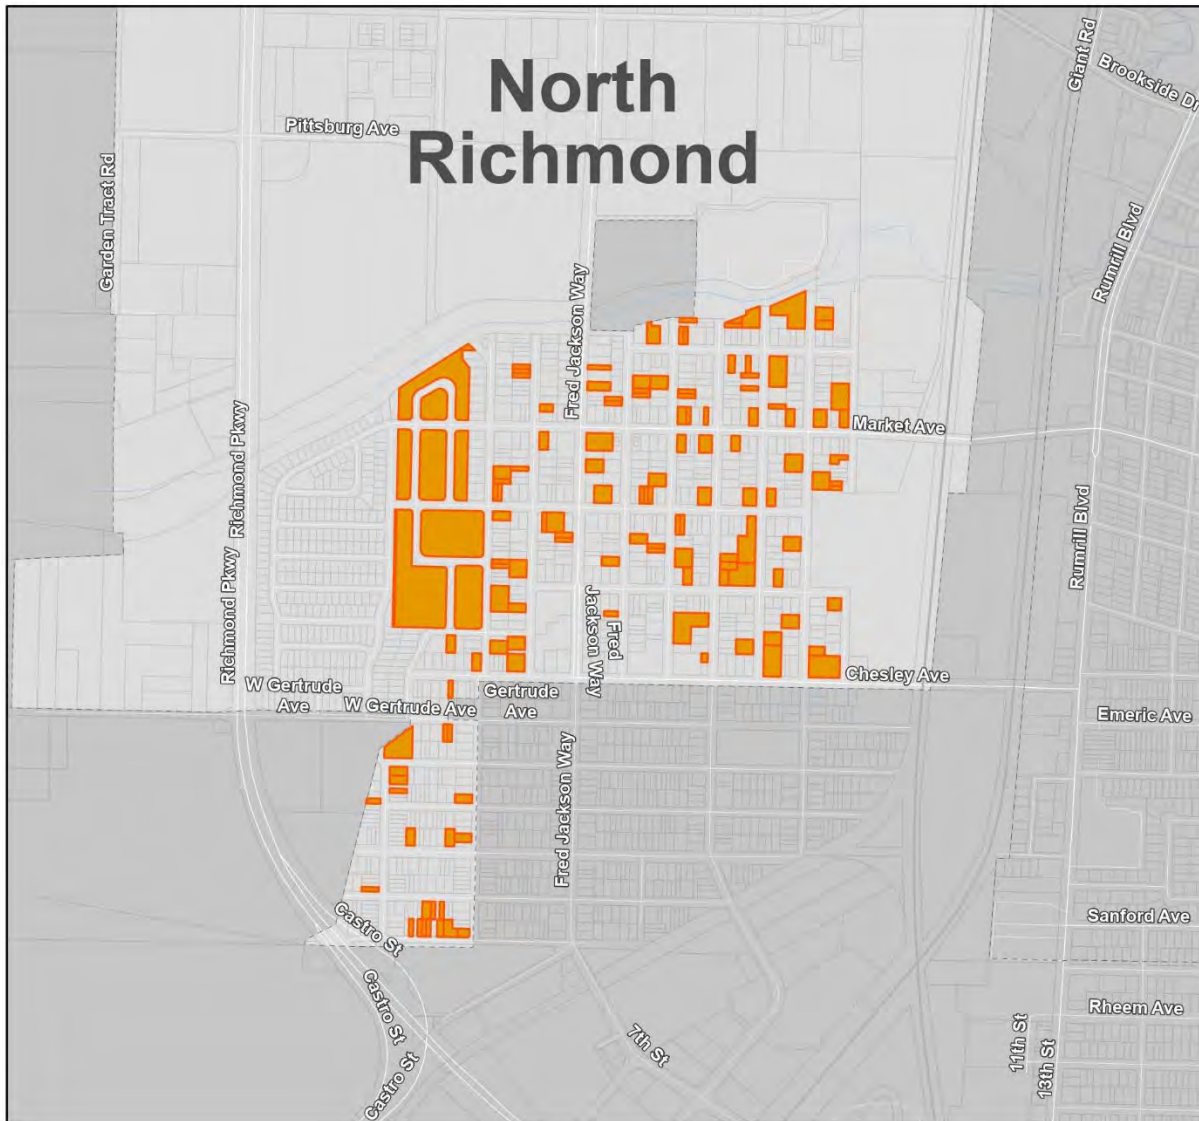 North
Richmond
Giant Rd
Brookside Dr
Pittsburg Ave
Garden Tract Rd
Rumrill Blvd
Fred Jackson Way
Richmond Pkwy
Market Ave
Rumrill Blvd
Richmond Pkwy
Fred
Jackson Way
Chesley Ave
W Gertrude
Ave
W Gertrude Ave
Gertrude
Ave
Emeric Ave
Fred Jackson Way
Castro St
Sanford Ave
Castro St
Rheem Ave
7th St
11th St
13th St
Castro St